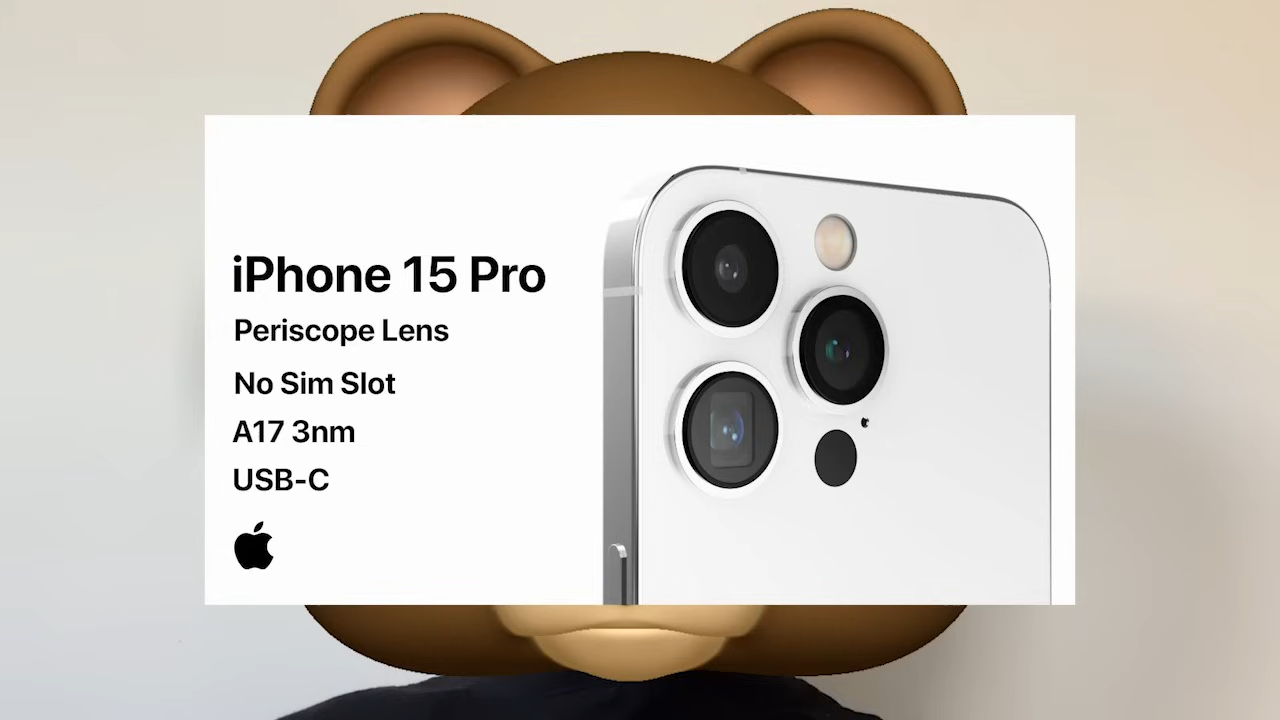 iPhone 15 Pro
Periscope Lens
No Sim Slot
A17 3nm
USB-C